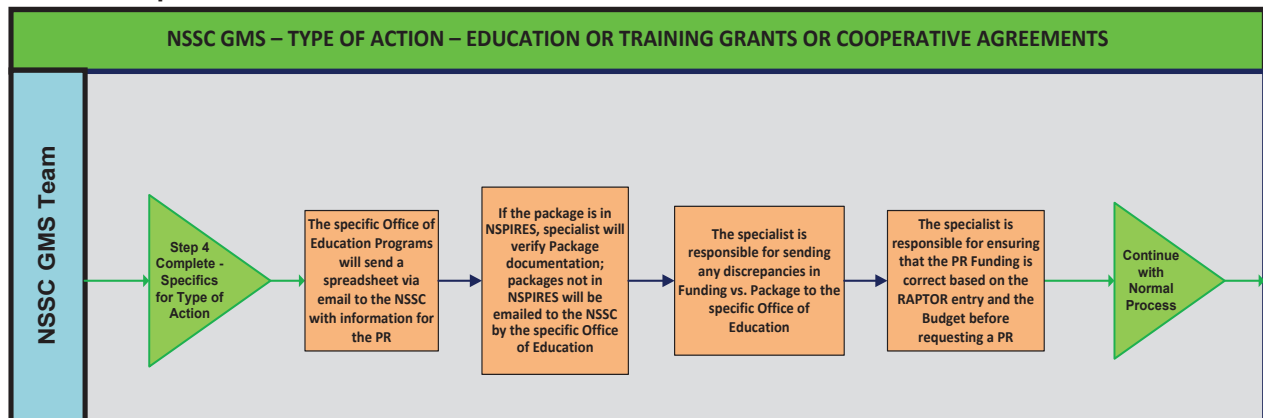 NSSC GMS – TYPE OF ACTION – EDUCATION OR TRAINING GRANTS OR COOPERATIVE AGREEMENTS
NSSC GMS Team
Step 4
Complete -
Specifics
for Type of
Action
The specific Office of
Education Programs
will send a
spreadsheet via
email to the NSSC
with information for
the PR
If the package is in
NSPIRES, specialist will
verify Package
documentation;
packages not in
NSPIRES will be
emailed to the NSSC
by the specific Office
of Education
The specialist is
responsible for sending
any discrepancies in
Funding vs. Package to the
specific Office of
Education
The specialist is
responsible for ensuring
that the PR Funding is
correct based on the
RAPTOR entry and the
Budget before
requesting a PR
Continue
with
Normal
Process